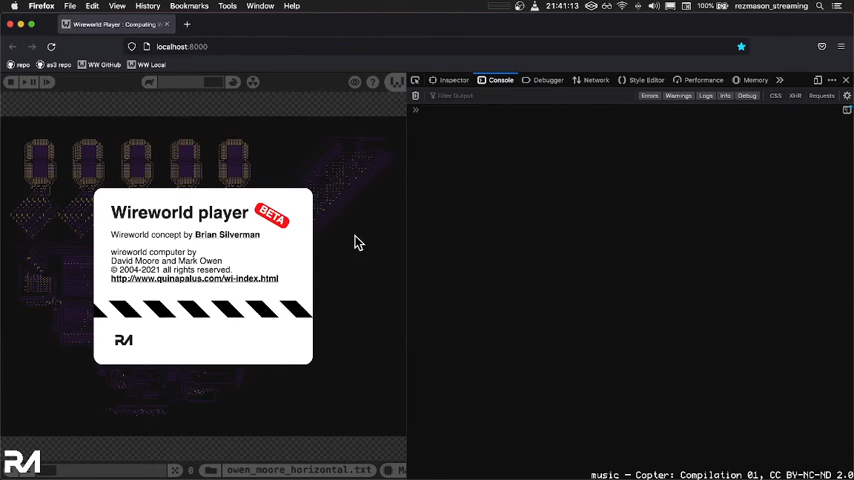 Firefox File Edit View History Bookmarks Tools Window Help
21:41:13
100%
rezmason_streaming
Wireworld Player : Computing W
localhost:8000
repo as3 repo WW GitHub WW Local
Inspector Console Debugger Network Style Editor Performance Memory
Filter Output
Errors Warnings Logs Info Debug CSS XHR Requests
Wireworld player BETA
Wireworld concept by Brian Silverman
wireworld computer by
David Moore and Mark Owen
© 2004-2021 all rights reserved.
http://www.quinapalus.com/wi-index.html
RA
RA
0
owen_moore_horizontal.txt
music – Copter: Compilation 01, CC BY-NC-ND 2.0